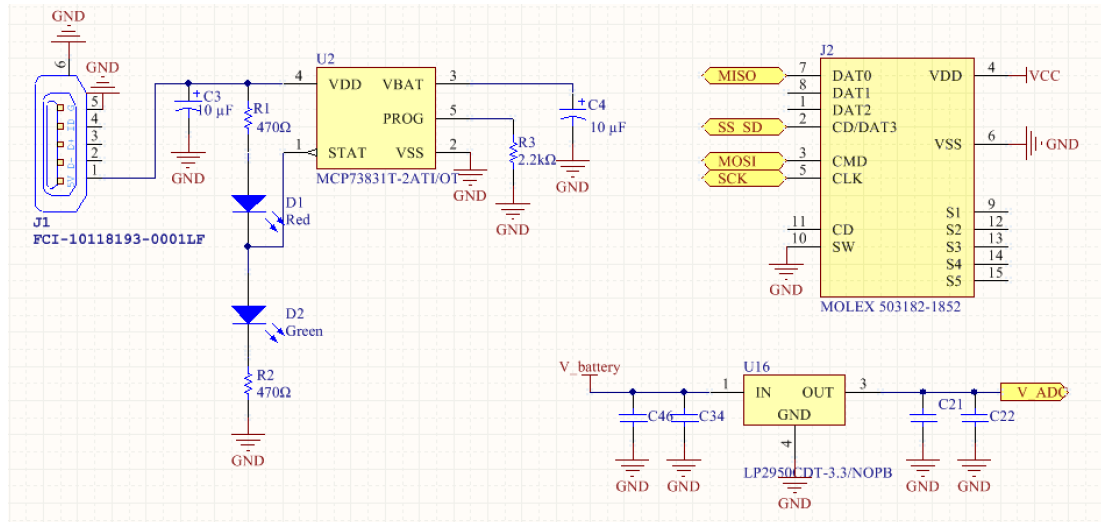 GND
6
GND
5
4
3
2
1
G
ID
D+
D-
5V
J1
FCI-10118193-0001LF
C3
10 µF
+
GND
R1
470Ω
D1
Red
D2
Green
R2
470Ω
GND
U2
4 VDD VBAT 3
PROG 5
1 STAT VSS 2
MCP73831T-2ATI/OT
GND
R3
2.2kΩ
GND
+
C4
10 µF
GND
J2
MISO 7 DAT0 VDD 4 VCC
8 DAT1
1 DAT2
SS_SD 2 CD/DAT3
VSS 6 GND
MOSI 3 CMD
SCK 5 CLK
S1 9
11 CD S2 12
10 SW S3 13
S4 14
S5 15
GND
MOLEX 503182-1852
V_battery
U16
1 IN OUT 3
GND
4
LP2950CDT-3.3/NOPB
C46
C34
C21
C22
V_ADC
GND
GND
GND
GND
GND